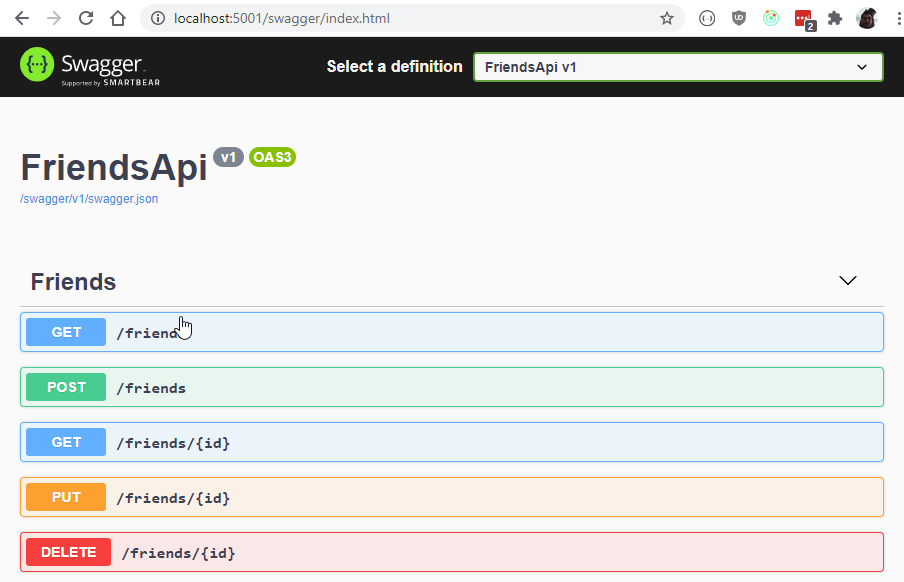 localhost:5001/swagger/index.html
2
{···} Swagger
Supported by SMARTBEAR
Select a definition
FriendsApi v1
FriendsApi v1 OAS3
/swagger/v1/swagger.json
Friends
GET /friend
POST /friends
GET /friends/{id}
PUT /friends/{id}
DELETE /friends/{id}